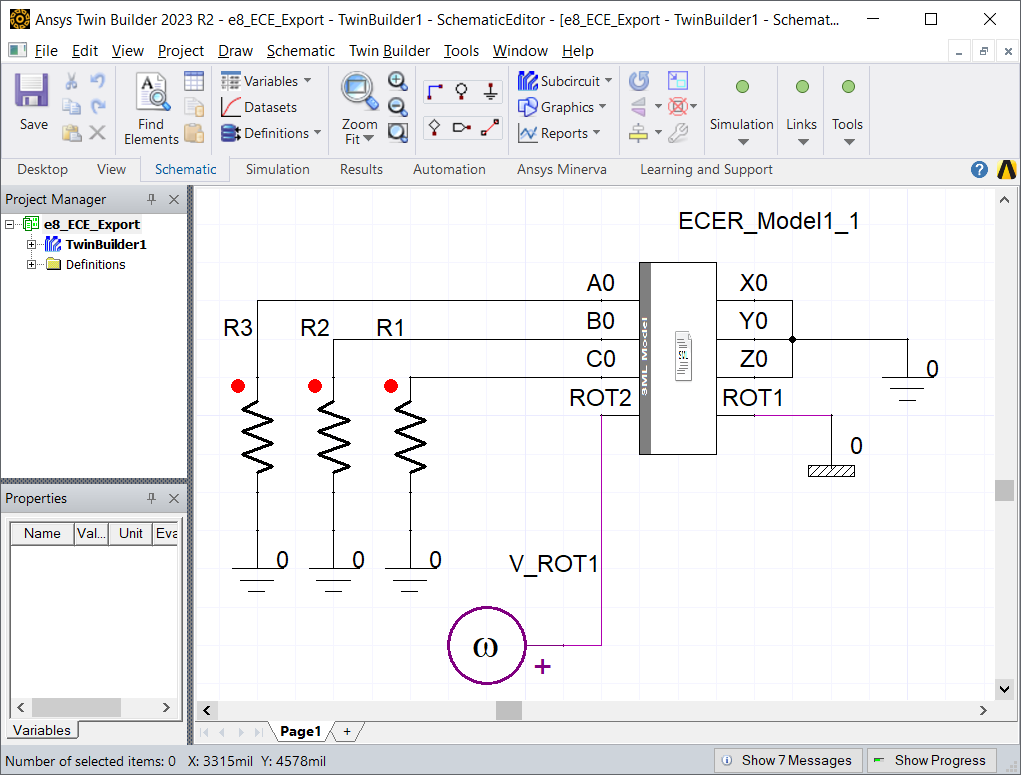 Ansys Twin Builder 2023 R2 - e8_ECE_Export - TwinBuilder1 - SchematicEditor - [e8_ECE_Export - TwinBuilder1 - Schemat...
File Edit View Project Draw Schematic Twin Builder Tools Window Help
Save
Find Elements
Variables
Datasets
Definitions
Zoom Fit
Subcircuit
Graphics
Reports
Simulation
Links
Tools
Desktop View Schematic Simulation Results Automation Ansys Minerva Learning and Support
Project Manager
e8_ECE_Export
TwinBuilder1
Definitions
Properties
Name Val... Unit Eva
Variables
ECER_Model1_1
A0 X0
B0 Y0
C0 Z0
ROT2 ROT1
SML Model
R3 R2 R1
0
0
0 0 0
V_ROT1
ω
+
Page1 +
Number of selected items: 0 X: 3315mil Y: 4578mil
Show 7 Messages Show Progress